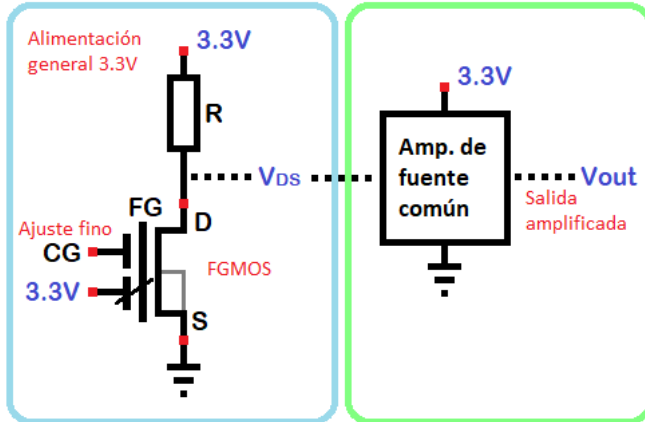 Alimentación
general 3.3V
3.3V
R
VDS
FG
D
Ajuste fino
CG
FGMOS
3.3V
S
3.3V
Amp. de
fuente
común
Vout
Salida
amplificada